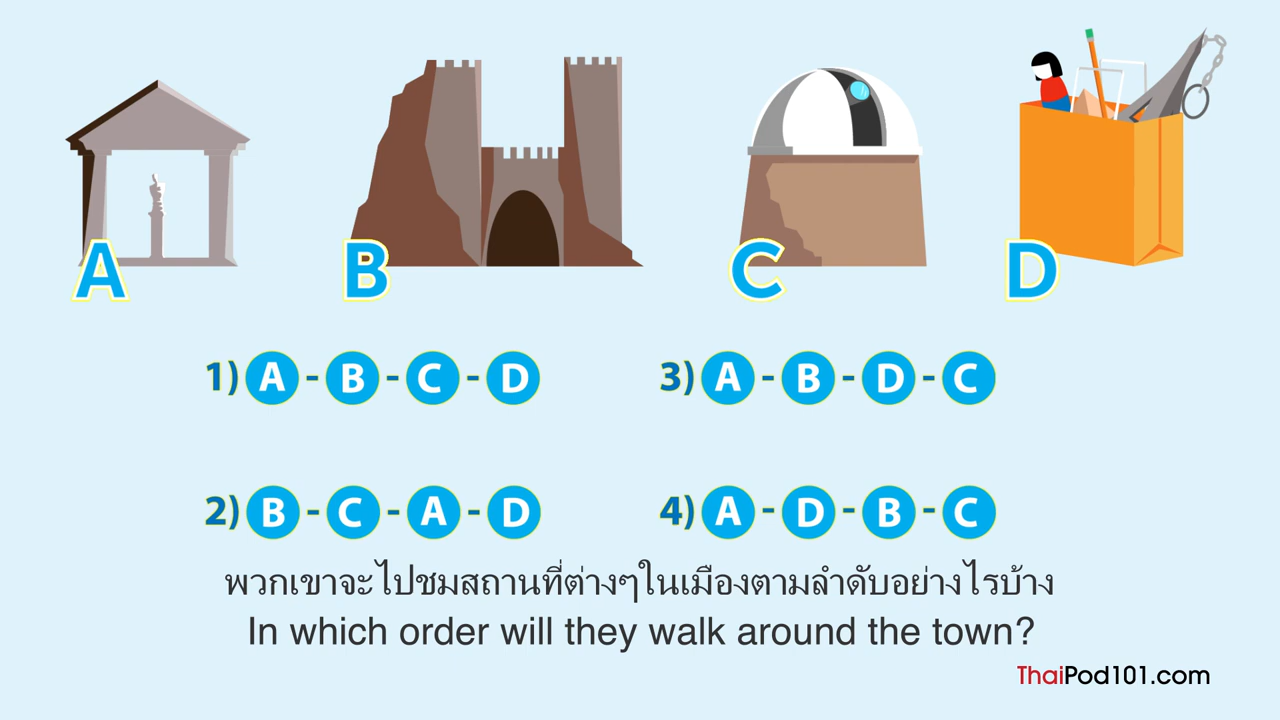 A B C D
1) A - B - C - D
3) A - B - D - C
2) B - C - A - D
4) A - D - B - C
พวกเขาจะไปชมสถานที่ต่างๆในเมืองตามลำดับอย่างไรบ้าง
In which order will they walk around the town?
ThaiPod101.com